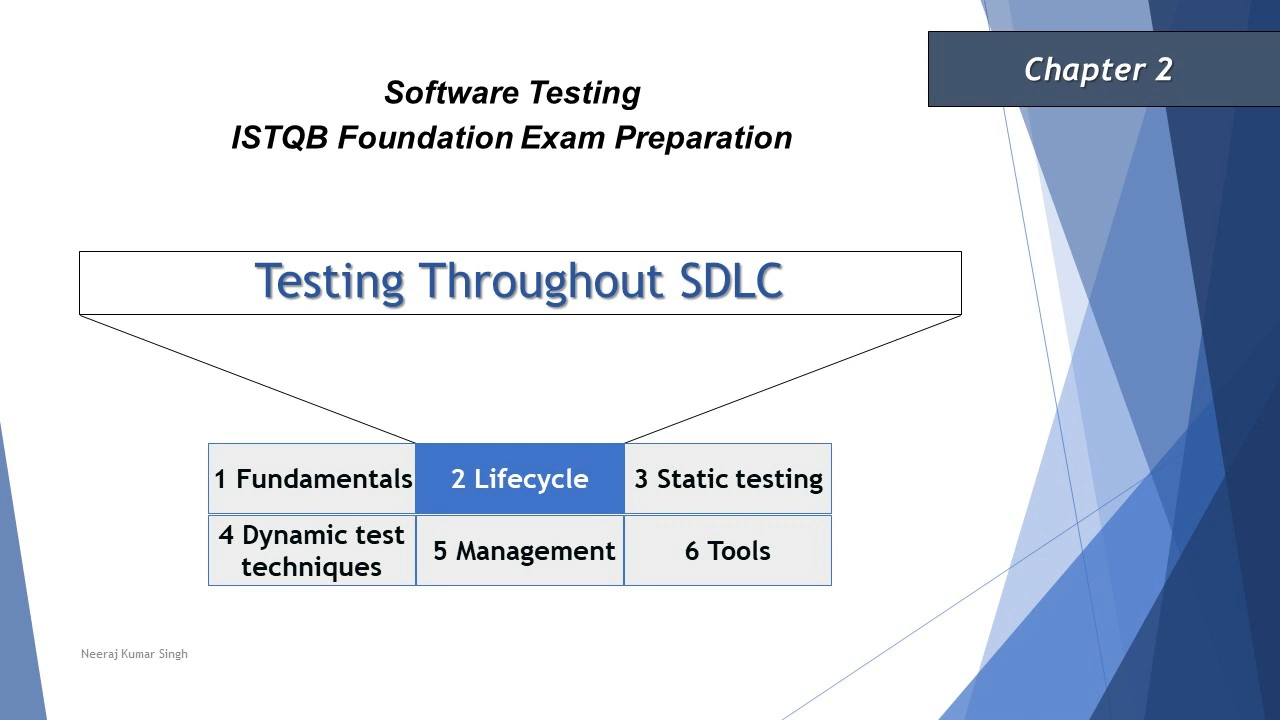 Chapter 2
Software Testing
ISTQB Foundation Exam Preparation
Testing Throughout SDLC
1 Fundamentals
2 Lifecycle
3 Static testing
4 Dynamic test
techniques
5 Management
6 Tools
Neeraj Kumar Singh